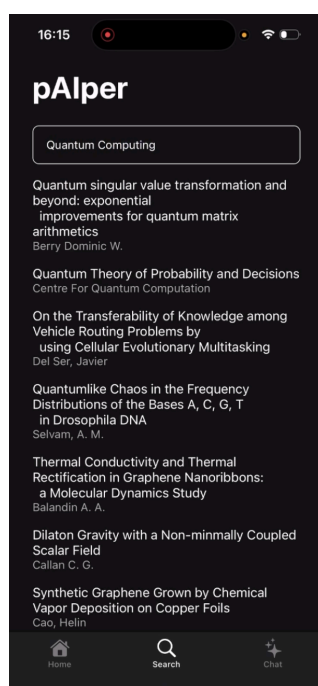 16:15
pAIper
Quantum Computing
Quantum singular value transformation and
beyond: exponential
improvements for quantum matrix
arithmetics
Berry Dominic W.
Quantum Theory of Probability and Decisions
Centre For Quantum Computation
On the Transferability of Knowledge among
Vehicle Routing Problems by
using Cellular Evolutionary Multitasking
Del Ser, Javier
Quantumlike Chaos in the Frequency
Distributions of the Bases A, C, G, T
in Drosophila DNA
Selvam, A. M.
Thermal Conductivity and Thermal
Rectification in Graphene Nanoribbons:
a Molecular Dynamics Study
Balandin A. A.
Dilaton Gravity with a Non-minmally Coupled
Scalar Field
Callan C. G.
Synthetic Graphene Grown by Chemical
Vapor Deposition on Copper Foils
Cao, Helin
Home
Search
Chat